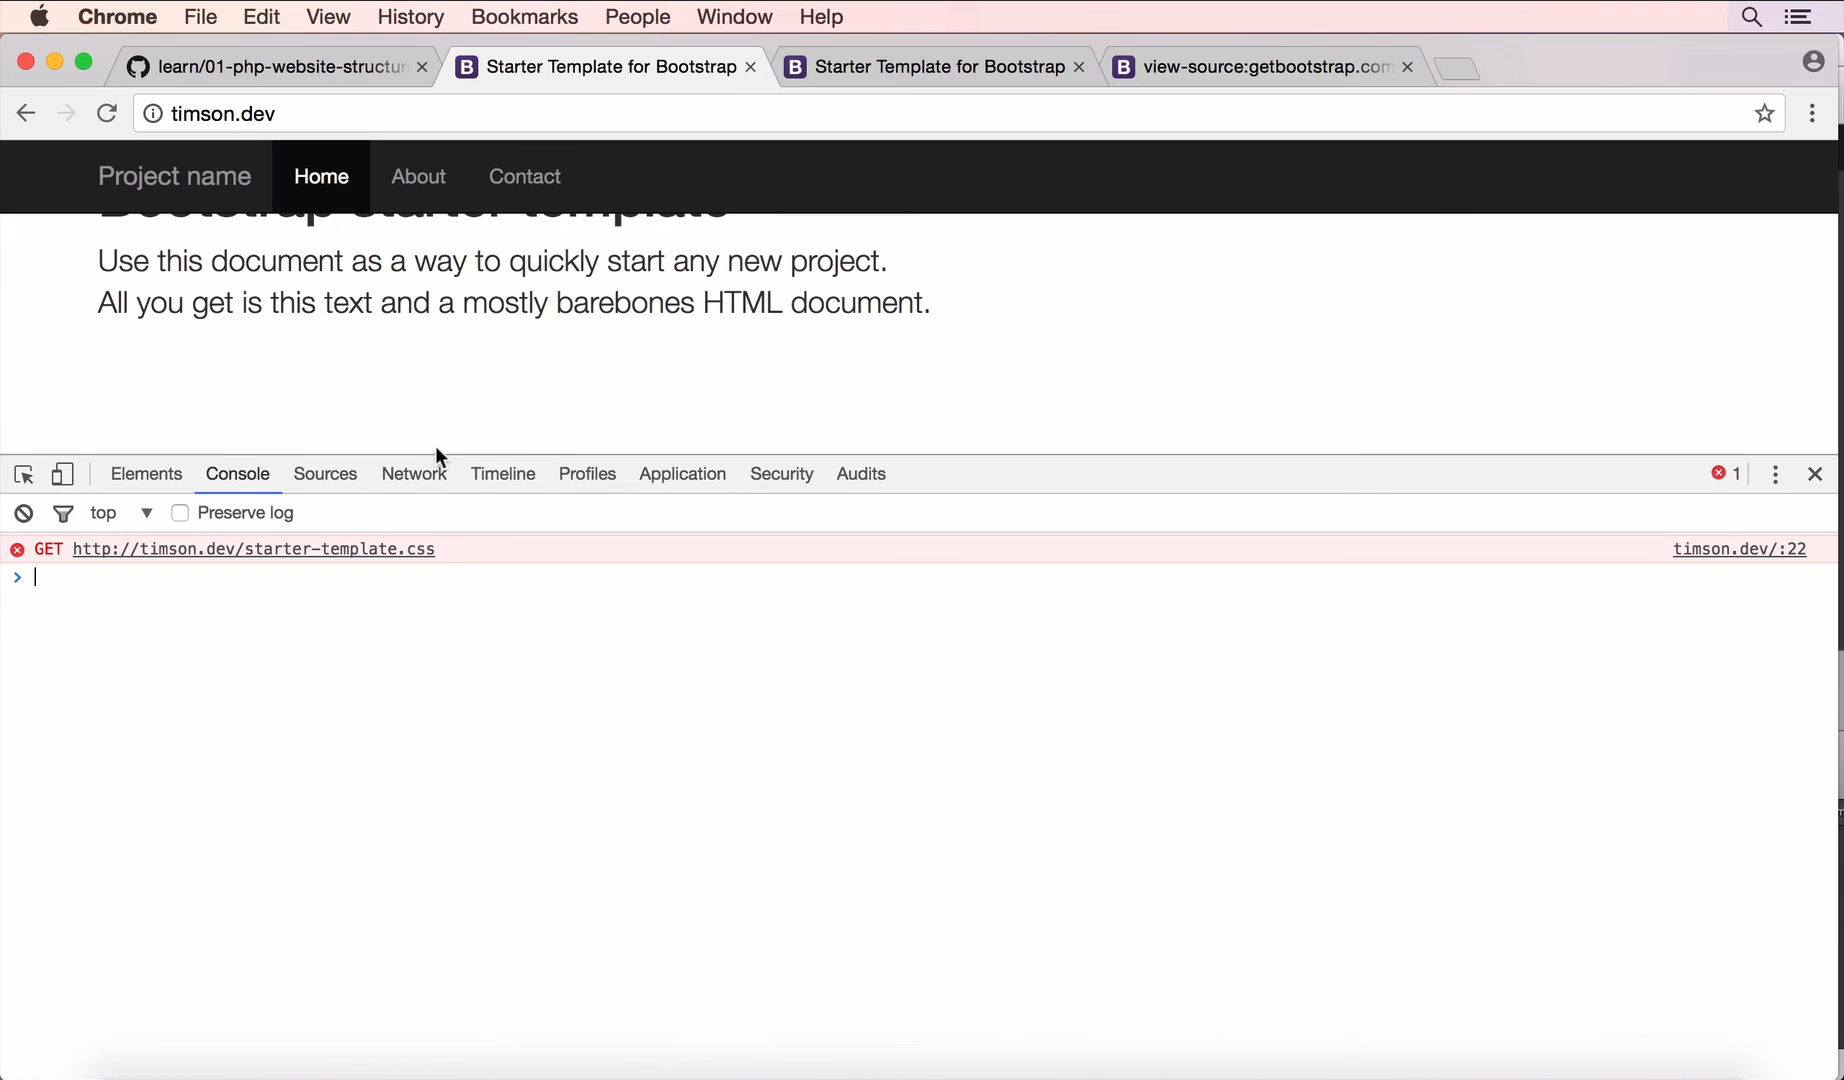 Chrome File Edit View History Bookmarks People Window Help
learn/01-php-website-structur Starter Template for Bootstrap Starter Template for Bootstrap view-source:getbootstrap.com
timson.dev
Project name Home About Contact
Bootstrap starter template
Use this document as a way to quickly start any new project.
All you get is this text and a mostly barebones HTML document.
Elements Console Sources Network Timeline Profiles Application Security Audits 1
top Preserve log
GET http://timson.dev/starter-template.css timson.dev/:22